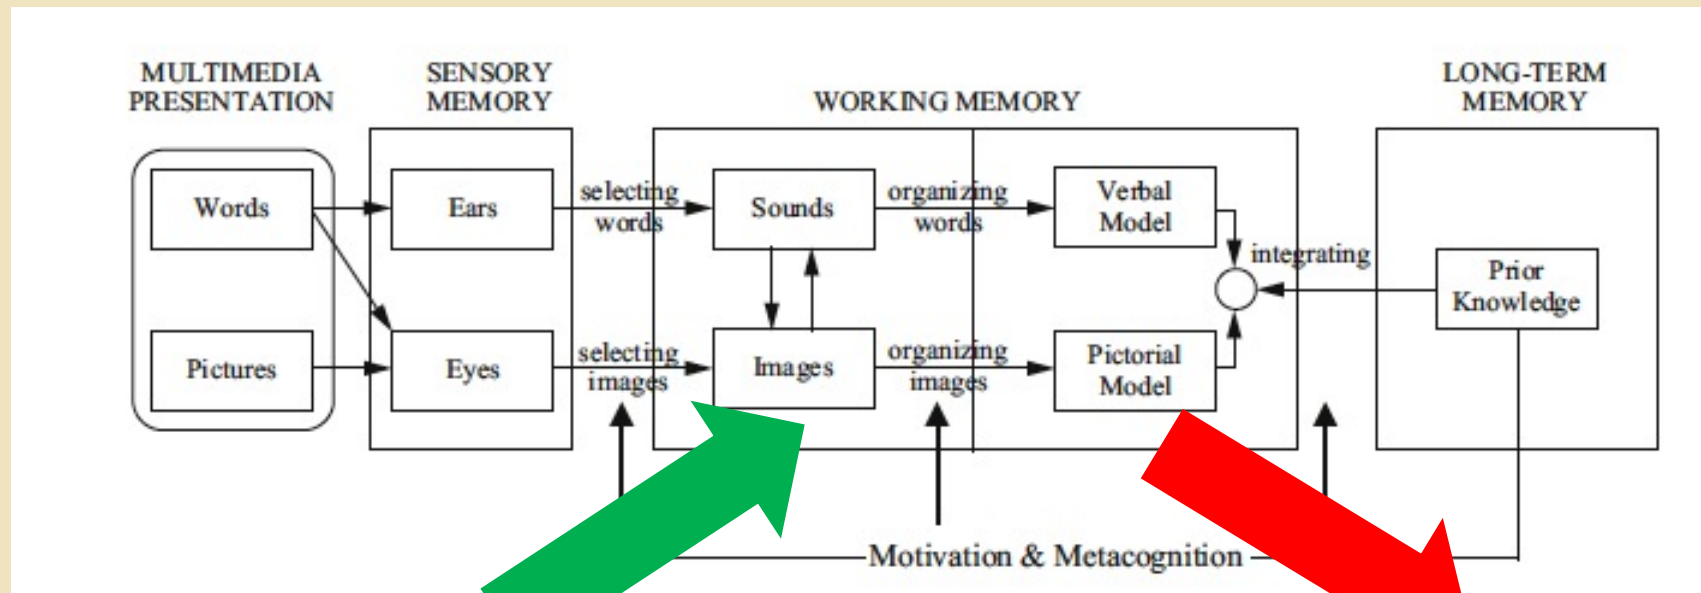 MULTIMEDIA
PRESENTATION
SENSORY
MEMORY
WORKING MEMORY
LONG-TERM
MEMORY
Words
Ears
selecting
words
Sounds
organizing
words
Verbal
Model
integrating
Prior
Knowledge
Pictures
Eyes
selecting
images
Images
organizing
images
Pictorial
Model
Motivation & Metacognition